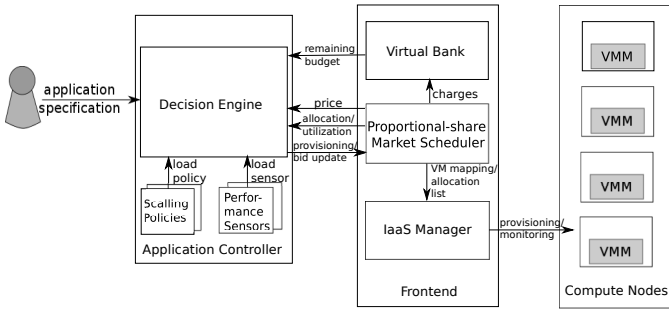 application
specification
Decision Engine
load
policy
load
sensor
Scalling
Policies
Perfor-
mance
Sensors
Application Controller
remaining
budget
price
allocation/
utilization
provisioning/
bid update
Virtual Bank
charges
Proportional-share
Market Scheduler
VM mapping/
allocation
list
IaaS Manager
Frontend
provisioning/
monitoring
VMM
VMM
VMM
VMM
Compute Nodes